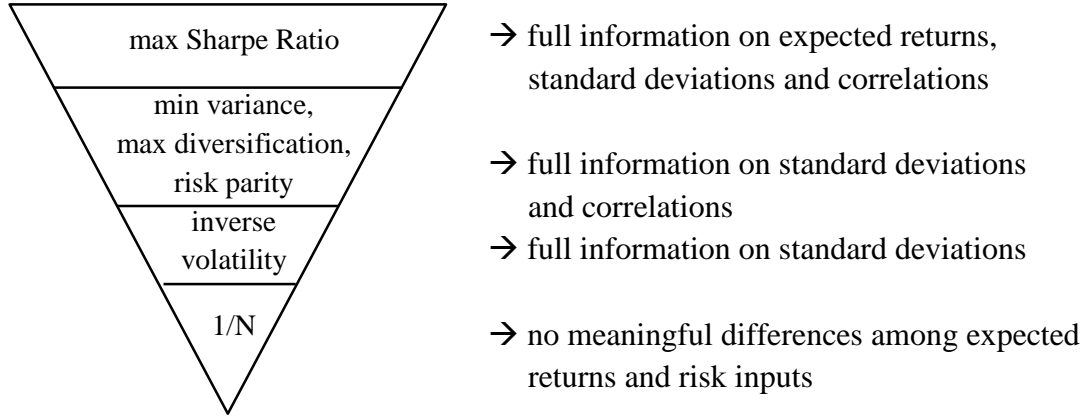 max Sharpe Ratio
→ full information on expected returns,
standard deviations and correlations
min variance,
max diversification,
risk parity
→ full information on standard deviations
and correlations
inverse
volatility
→ full information on standard deviations
1/N
→ no meaningful differences among expected
returns and risk inputs